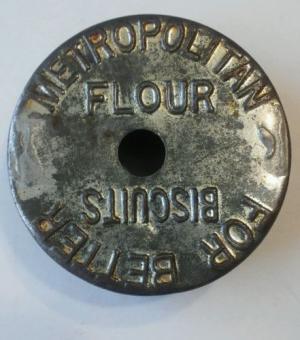 METROPOLITAN
FLOUR
FOR BETTER
BISCUITS